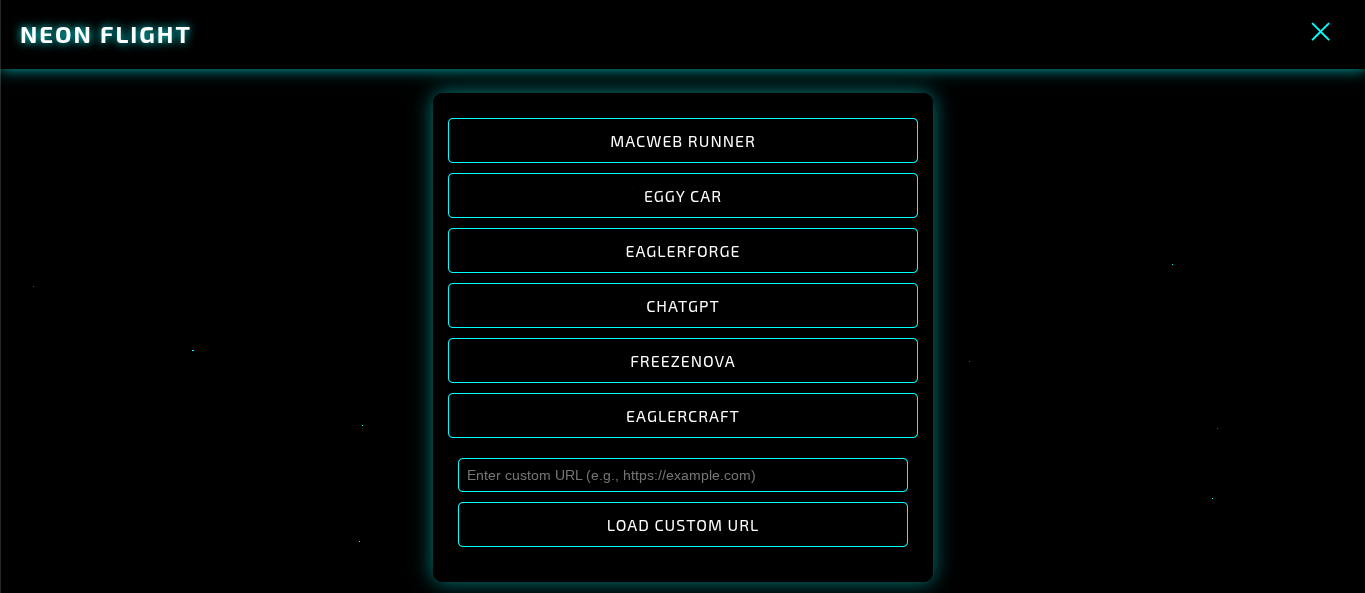 NEON FLIGHT
MACWEB RUNNER
EGGY CAR
EAGLERFORGE
CHATGPT
FREEZENOVA
EAGLERCRAFT
Enter custom URL (e.g., https://example.com)
LOAD CUSTOM URL